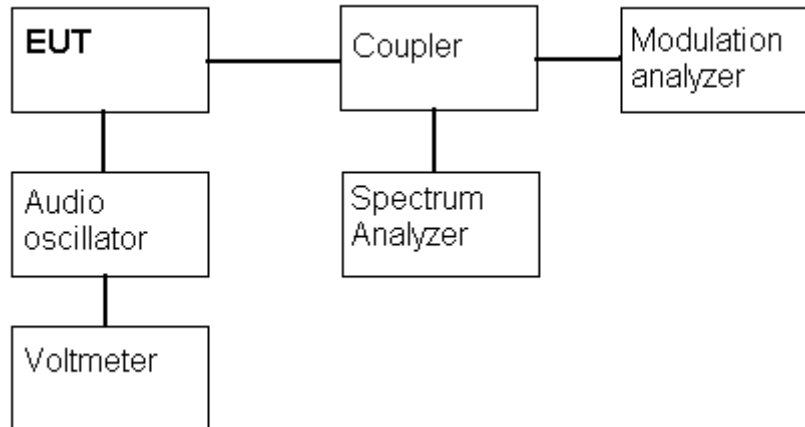 EUT
Coupler
Modulation
analyzer
Audio
oscillator
Spectrum
Analyzer
Voltmeter